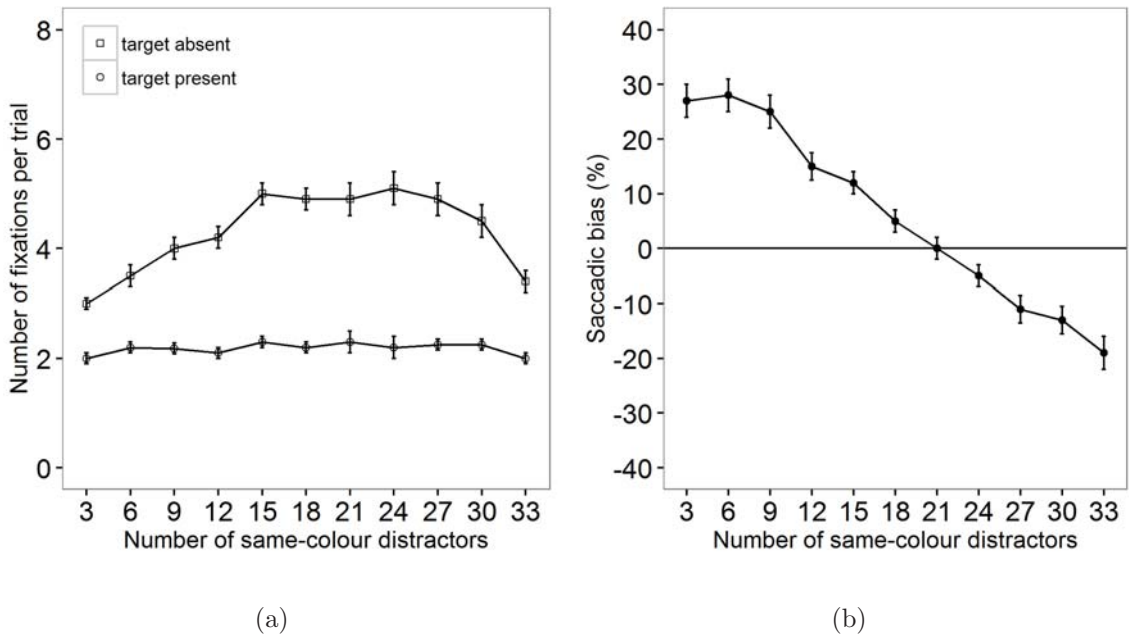 8
6
4
2
0
Number of fixations per trial
target absent
target present
3 6 9 12 15 18 21 24 27 30 33
Number of same-colour distractors
(a)
40
30
20
10
0
-10
-20
-30
-40
Saccadic bias (%)
3 6 9 12 15 18 21 24 27 30 33
Number of same-colour distractors
(b)